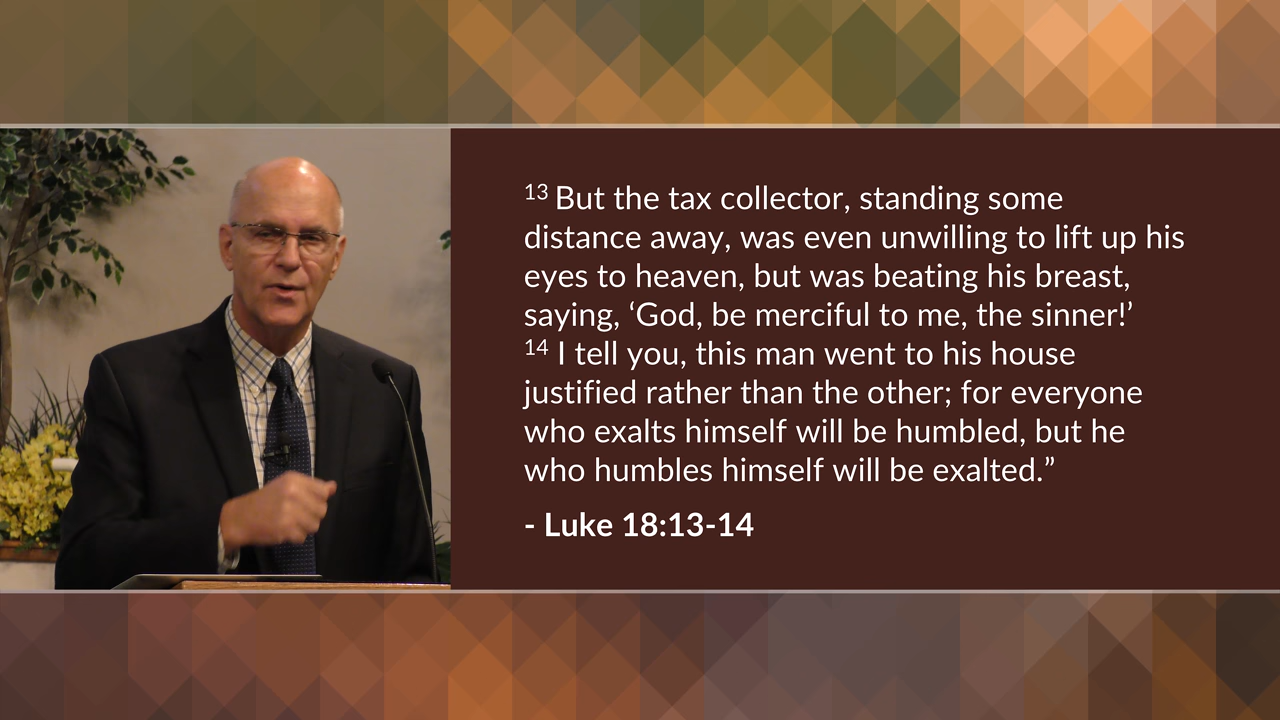 13 But the tax collector, standing some
distance away, was even unwilling to lift up his
eyes to heaven, but was beating his breast,
saying, ‘God, be merciful to me, the sinner!’
14 I tell you, this man went to his house
justified rather than the other; for everyone
who exalts himself will be humbled, but he
who humbles himself will be exalted.”
- Luke 18:13-14